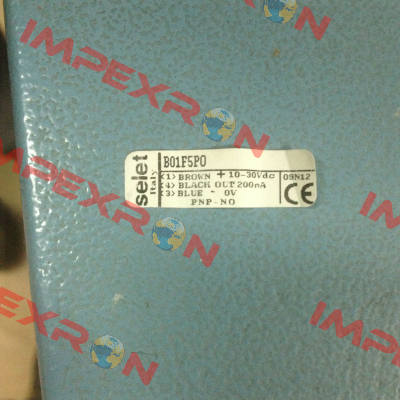 IMPEXRON
selet
Italy
B01F5PO
(1) BROWN + 10-30Vdc
(4) BLACK OUT 200mA
(3) BLUE - 0V
PNP-NO
09N12
CE
IMPEXRON
IMPEXRON
IMPEXRON